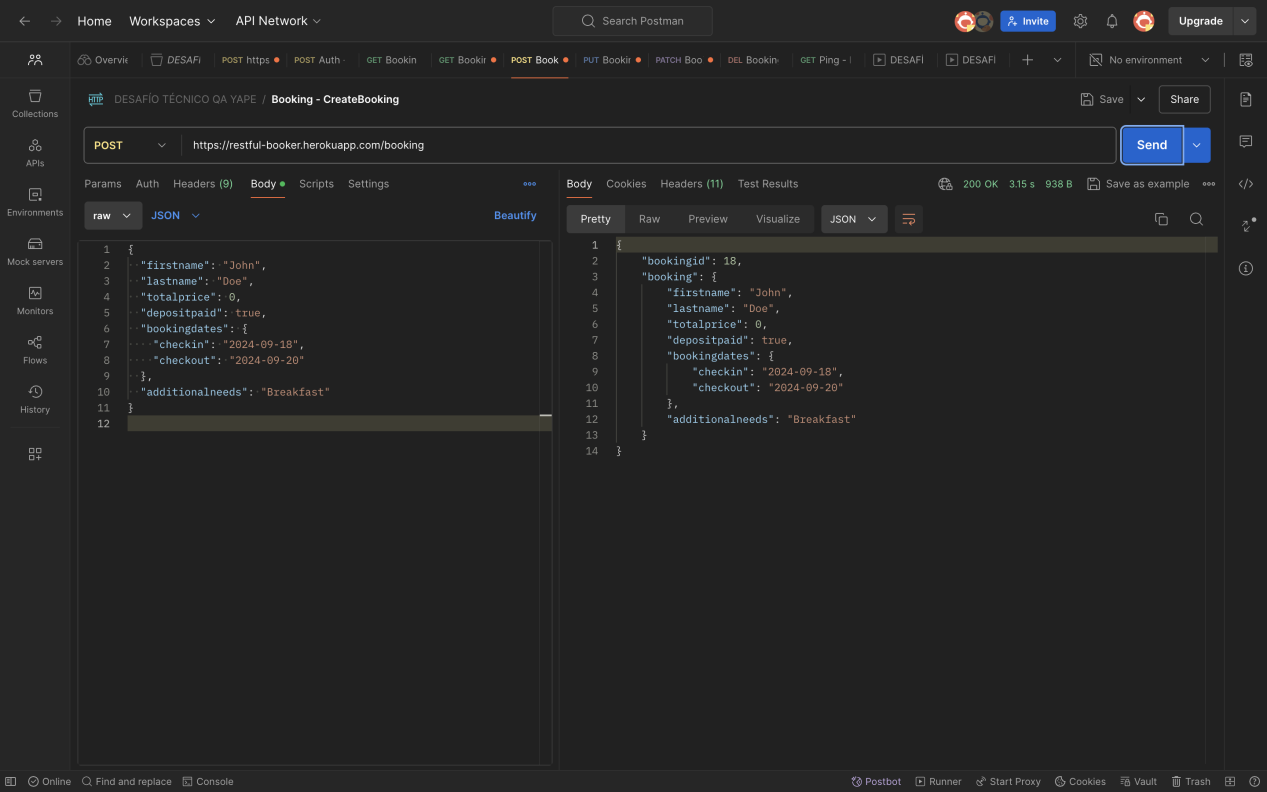 Home Workspaces API Network Search Postman Invite Upgrade
Overvie DESAFI POST https POST Auth GET Bookin GET Bookir POST Book PUT Bookir PATCH Boo DEL Bookin GET Ping - DESAFI DESAFI No environment
HTTP DESAFÍO TÉCNICO QA YAPE / Booking - CreateBooking Save Share
POST https://restful-booker.herokuapp.com/booking Send
Params Auth Headers (9) Body Scripts Settings
raw JSON Beautify
1 {
2 "firstname": "John",
3 "lastname": "Doe",
4 "totalprice": 0,
5 "depositpaid": true,
6 "bookingdates": {
7 "checkin": "2024-09-18",
8 "checkout": "2024-09-20"
9 },
10 "additionalneeds": "Breakfast"
11 }
12
Body Cookies Headers (11) Test Results 200 OK 3.15 s 938 B Save as example
Pretty Raw Preview Visualize JSON
1 {
2 "bookingid": 18,
3 "booking": {
4 "firstname": "John",
5 "lastname": "Doe",
6 "totalprice": 0,
7 "depositpaid": true,
8 "bookingdates": {
9 "checkin": "2024-09-18",
10 "checkout": "2024-09-20"
11 },
12 "additionalneeds": "Breakfast"
13 }
14 }
Collections
APIs
Environments
Mock servers
Monitors
Flows
History
Online Find and replace Console Postbot Runner Start Proxy Cookies Vault Trash